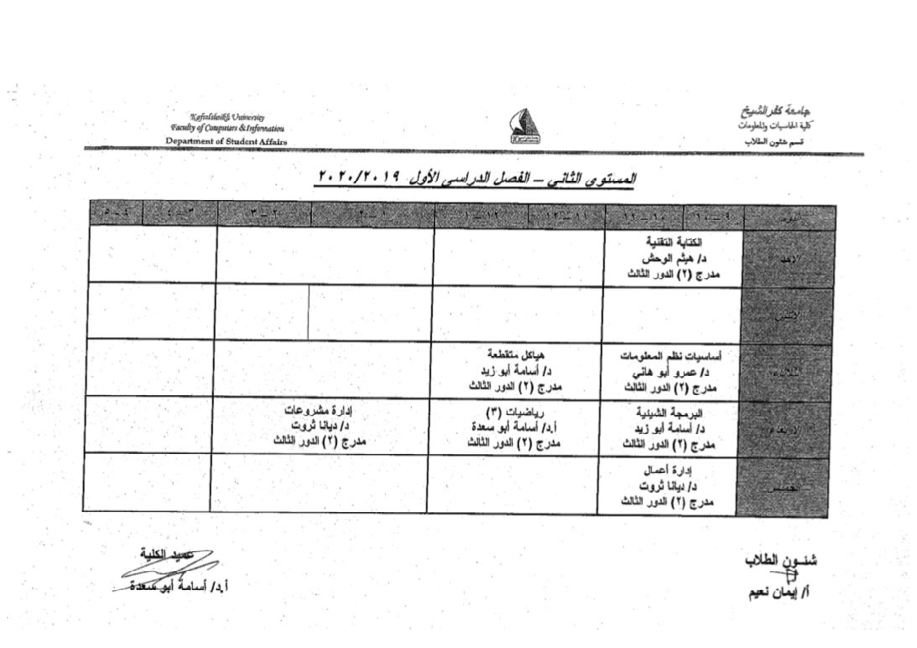 Kafrelsheikh University
Faculty of Computers & Information
Department of Student Affairs
جامعة كفر الشيخ
كلية الحاسبات والمعلومات
قسم شئون الطلاب
المستوي الثاني – الفصل الدراسي الأول ٢٠٢٠/٢٠١٩
اليوم ٩ – ١٠ ١٠ – ١١ ١١ – ١٢ ١٢ – ١ ١ – ٢ ٢ – ٣ ٣ – ٤ ٤ – ٥
الأحد
الكتابة التقنية
د/ هيثم الوحش
مدرج (٢) الدور الثالث
الاثنين
الثلاثاء
أساسيات نظم المعلومات
د/ عمرو أبو هاني
مدرج (٢) الدور الثالث
هياكل متقطعة
د/ أسامة أبو زيد
مدرج (٢) الدور الثالث
الأربعاء
البرمجة الشيئية
د/ أسامة أبو زيد
مدرج (٢) الدور الثالث
رياضيات (٣)
أ.د/ أسامة أبو سعدة
مدرج (٢) الدور الثالث
إدارة مشروعات
د/ ديانا ثروت
مدرج (٢) الدور الثالث
الخميس
إدارة أعمال
د/ ديانا ثروت
مدرج (٢) الدور الثالث
شئون الطلاب
أ/ إيمان نعيم
عميد الكلية
أ.د/ أسامة أبو سعدة